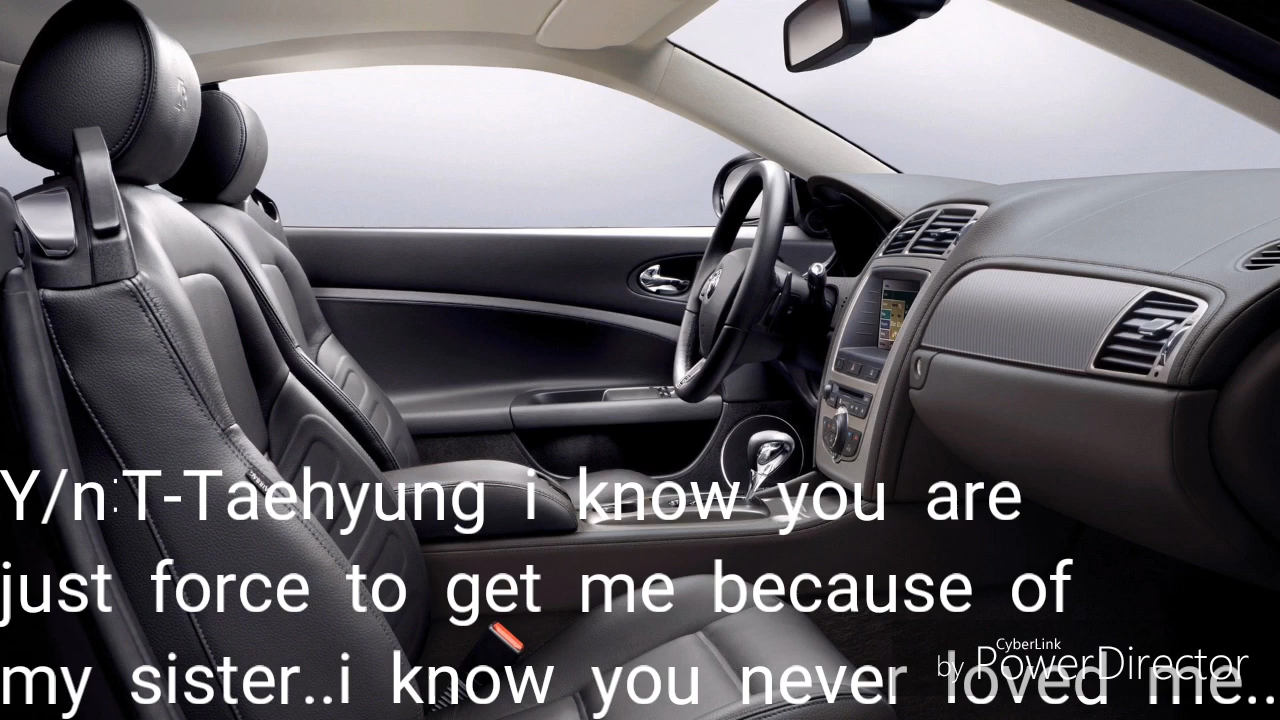 Y/n:T-Taehyung i know you are
just force to get me because of
my sister..i know you never loved me..
CyberLink
by PowerDirector